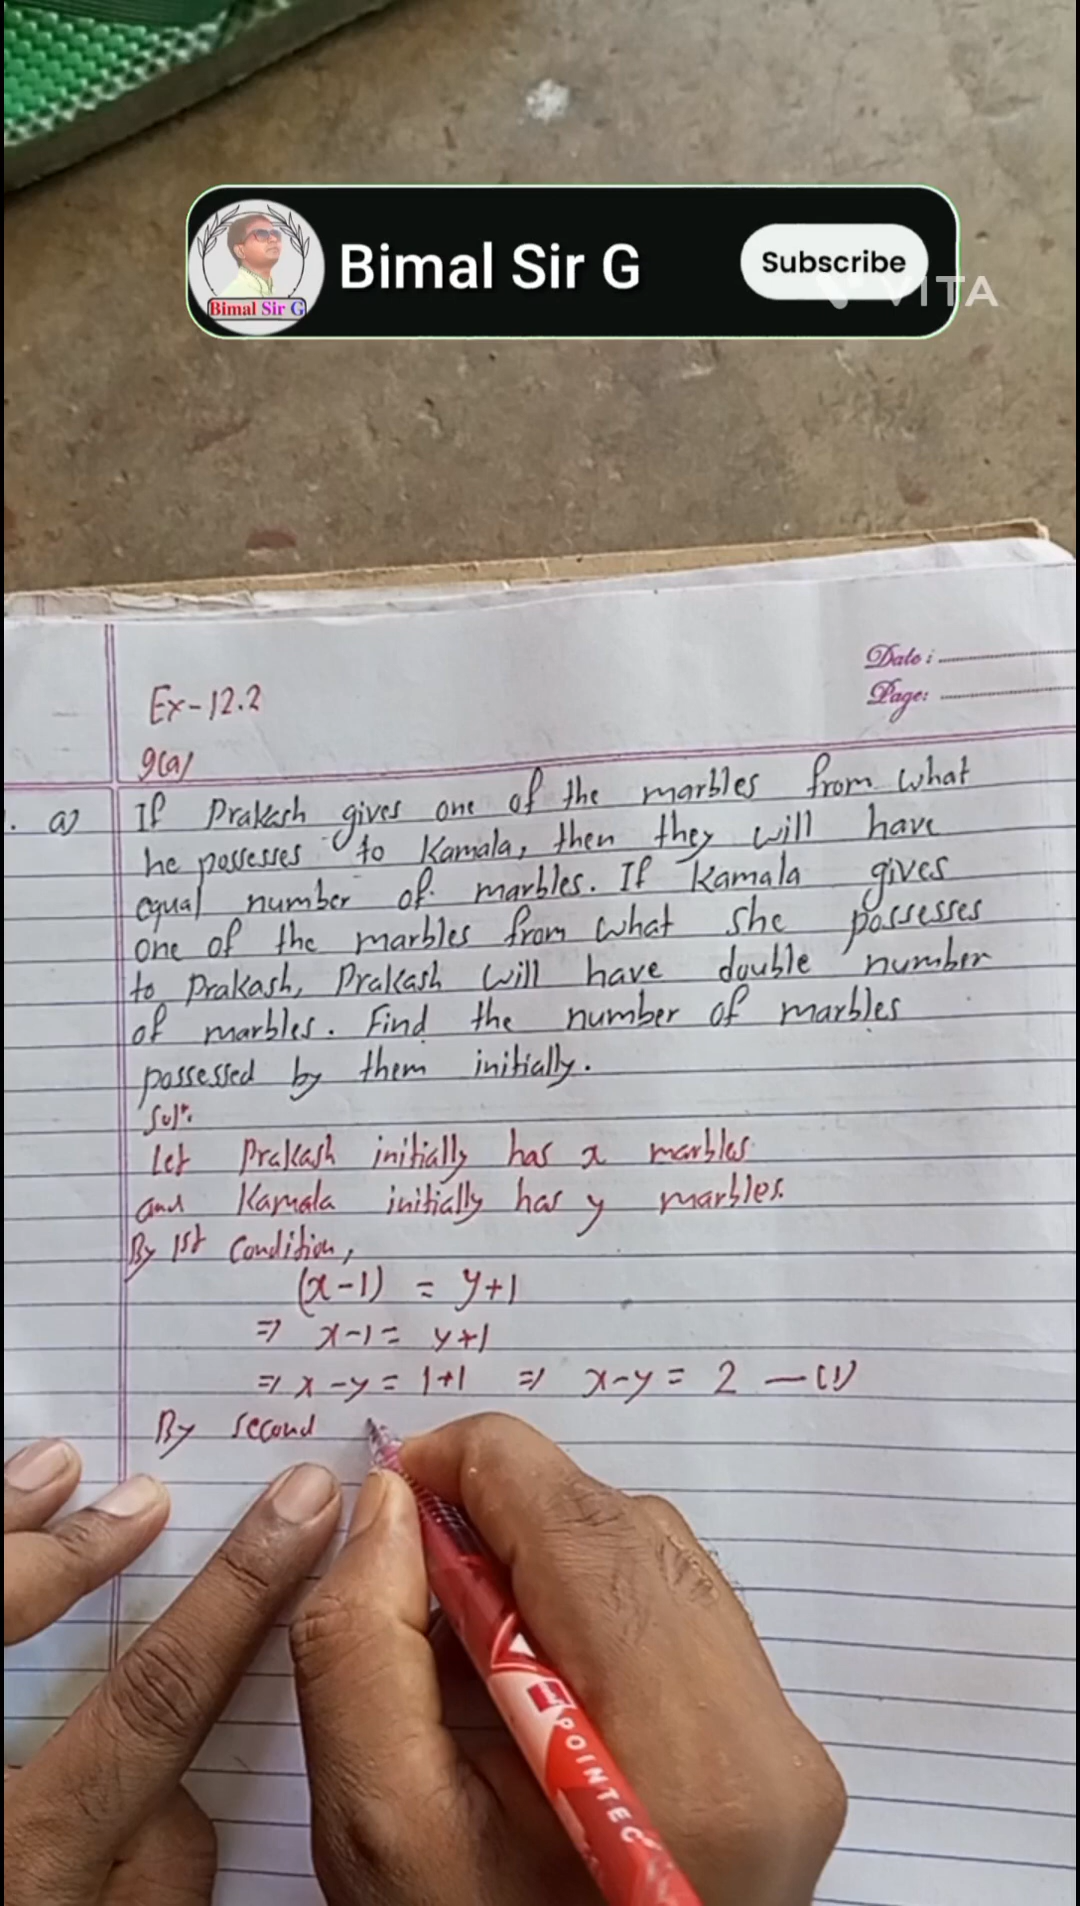 Bimal Sir G
Subscribe
Bimal Sir G
VITA
Date:
Page:
Ex-12.2
9(a)
a) If Prakash gives one of the marbles from what
he possesses to Kamala, then they will have
equal number of marbles. If Kamala gives
one of the marbles from what she possesses
to Prakash, Prakash will have double number
of marbles. Find the number of marbles
possessed by them initially.
Solⁿ.
Let Prakash initially has x marbles
and Kamala initially has y marbles.
By 1st Condition,
(x-1) = y+1
⇒ x-1 = y+1
⇒ x-y = 1+1 ⇒ x-y = 2 —(1)
By second
POINTEC